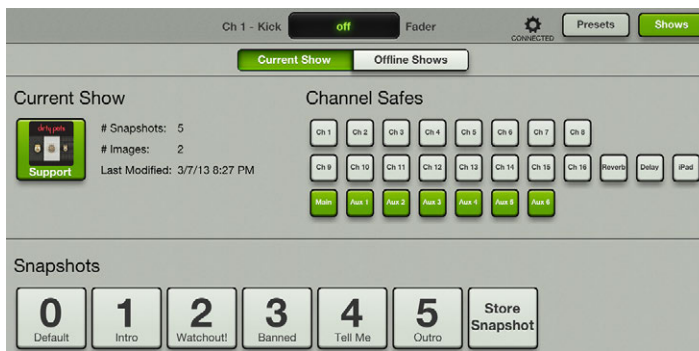 Ch 1 - Kick off Fader
CONNECTED
Presets
Shows
Current Show Offline Shows
Current Show
dirty pets
Support
# Snapshots: 5
# Images: 2
Last Modified: 3/7/13 8:27 PM
Channel Safes
Ch 1 Ch 2 Ch 3 Ch 4 Ch 5 Ch 6 Ch 7 Ch 8
Ch 9 Ch 10 Ch 11 Ch 12 Ch 13 Ch 14 Ch 15 Ch 16 Reverb Delay iPad
Main Aux 1 Aux 2 Aux 3 Aux 4 Aux 5 Aux 6
Snapshots
0 1 2 3 4 5
Default Intro Watchout! Banned Tell Me Outro
Store
Snapshot